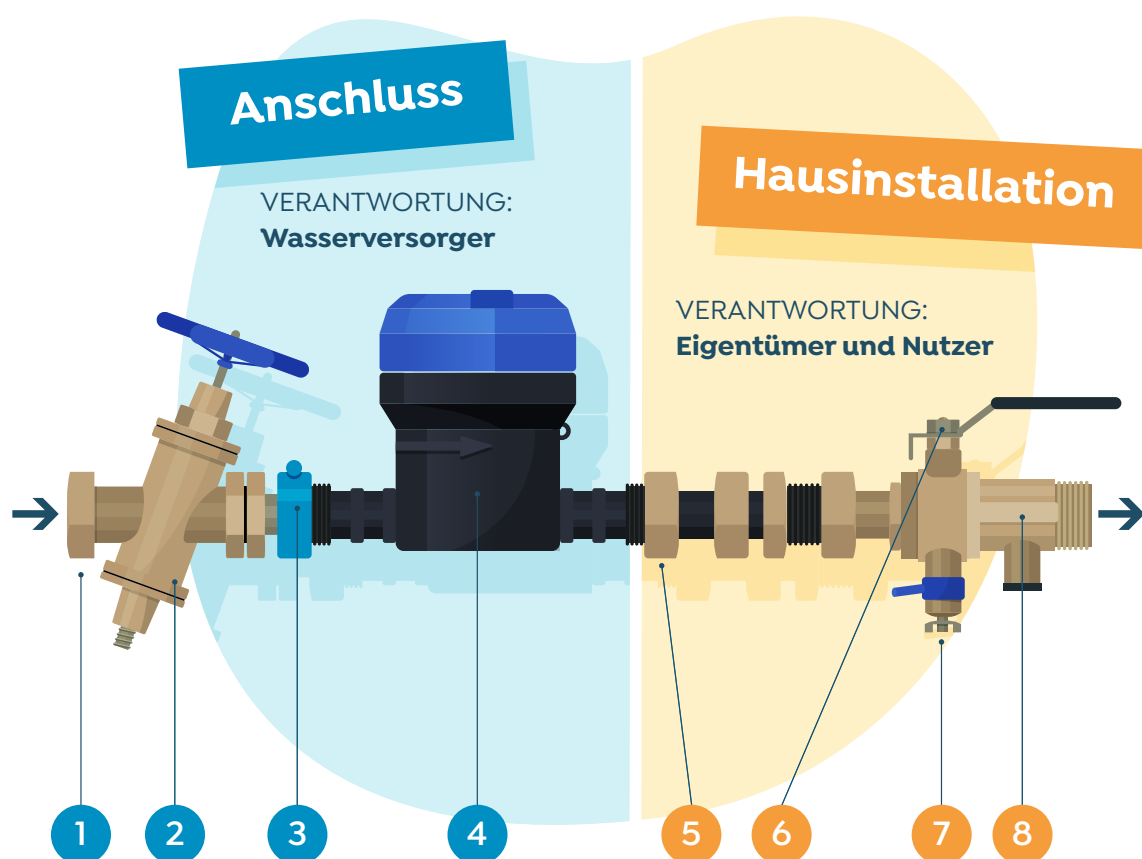 Anschluss
VERANTWORTUNG:
Wasserversorger
Hausinstallation
VERANTWORTUNG:
Eigentümer und Nutzer
1 2 3 4 5 6 7 8